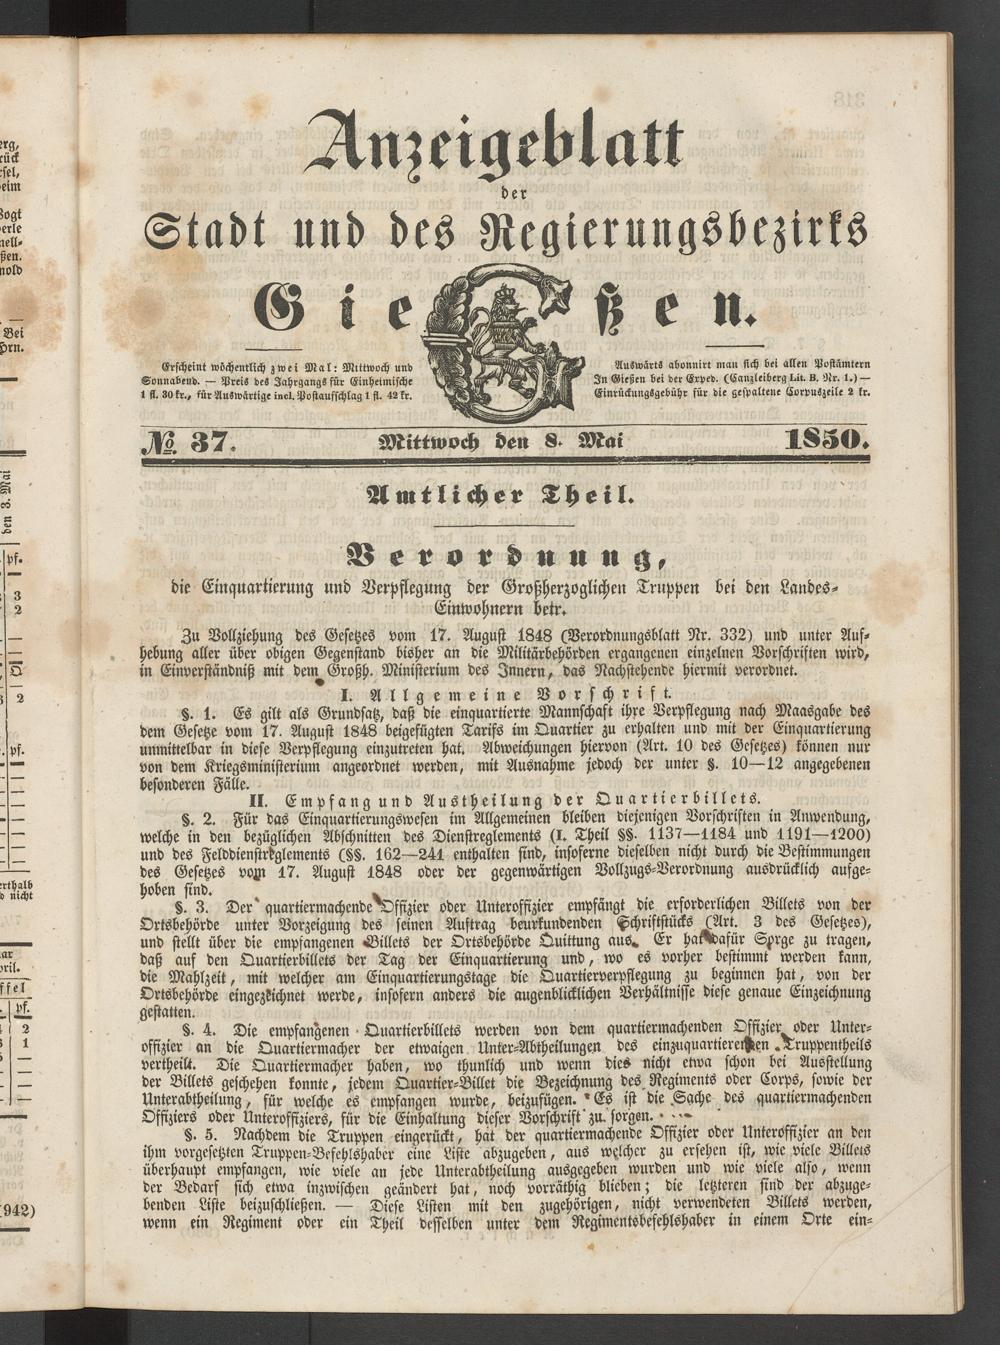 Anzeigeblatt
der
Stadt und des Regierungsbezirks
Gießen.
Erscheint wöchentlich zwei Mal: Mittwoch und
Sonnabend. — Preis des Jahrgangs für Einheimische
1 fl. 30 kr., für Auswärtige incl. Postaufschlag 1 fl. 42 kr.
Auswärts abonnirt man sich bei allen Postämtern
In Gießen bei der Exped. (Canzleiberg Lit. B. Nr. 1.) —
Einrückungsgebühr für die gespaltene Corpuszeile 2 kr.
No. 37. Mittwoch den 8. Mai 1850.
Amtlicher Theil.
Verordnung,
die Einquartierung und Verpflegung der Großherzoglichen Truppen bei den Landes-
Einwohnern betr.
Zu Vollziehung des Gesetzes vom 17. August 1848 (Verordnungsblatt Nr. 332) und unter Auf-
hebung aller über obigen Gegenstand bisher an die Militärbehörden ergangenen einzelnen Vorschriften wird,
in Einverständniß mit dem Großh. Ministerium des Innern, das Nachstehende hiermit verordnet.
I. Allgemeine Vorschrift.
§. 1. Es gilt als Grundsatz, daß die einquartierte Mannschaft ihre Verpflegung nach Maasgabe des
dem Gesetze vom 17. August 1848 beigefügten Tarifs im Quartier zu erhalten und mit der Einquartierung
unmittelbar in diese Verpflegung einzutreten hat. Abweichungen hiervon (Art. 10 des Gesetzes) können nur
von dem Kriegsministerium angeordnet werden, mit Ausnahme jedoch der unter §. 10—12 angegebenen
besonderen Fälle.
II. Empfang und Austheilung der Quartierbillets.
§. 2. Für das Einquartierungswesen im Allgemeinen bleiben diejenigen Vorschriften in Anwendung,
welche in den bezüglichen Abschnitten des Dienstreglements (I. Theil §§. 1137—1184 und 1191—1200)
und des Felddienstreglements (§§. 162—241 enthalten sind, insoferne dieselben nicht durch die Bestimmungen
des Gesetzes vom 17. August 1848 oder der gegenwärtigen Vollzugs-Verordnung ausdrücklich aufge-
hoben sind.
§. 3. Der quartiermachende Offizier oder Unteroffizier empfängt die erforderlichen Billets von der
Ortsbehörde unter Vorzeigung des seinen Auftrag beurkundenden Schriftstücks (Art. 3 des Gesetzes),
und stellt über die empfangenen Billets der Ortsbehörde Quittung aus. Er hat dafür Sorge zu tragen,
daß auf den Quartierbillets der Tag der Einquartierung und, wo es vorher bestimmt werden kann,
die Mahlzeit, mit welcher am Einquartierungstage die Quartierverpflegung zu beginnen hat, von der
Ortsbehörde eingezeichnet werde, insofern anders die augenblicklichen Verhältnisse diese genaue Einzeichnung
gestatten.
§. 4. Die empfangenen Quartierbillets werden von dem quartiermachenden Offizier oder Unter-
offizier an die Quartiermacher der etwaigen Unter-Abtheilungen des einzuquartierenden Truppentheils
vertheilt. Die Quartiermacher haben, wo thunlich und wenn dies nicht etwa schon bei Ausstellung
der Billets geschehen konnte, jedem Quartier-Billet die Bezeichnung des Regiments oder Corps, sowie der
Unterabtheilung, für welche es empfangen wurde, beizufügen. Es ist die Sache des quartiermachenden
Offiziers oder Unteroffiziers, für die Einhaltung dieser Vorschrift zu sorgen.
§. 5. Nachdem die Truppen eingerückt, hat der quartiermachende Offizier oder Unteroffizier an den
ihm vorgesetzten Truppen-Befehlshaber eine Liste abzugeben, aus welcher zu ersehen ist, wie viele Billets
überhaupt empfangen, wie viele an jede Unterabtheilung ausgegeben wurden und wie viele also, wenn
der Bedarf sich etwa inzwischen geändert hat, noch vorräthig blieben; die letzteren sind der abzuge-
benden Liste beizuschließen. — Diese Listen mit den zugehörigen, nicht verwendeten Billets werden,
wenn ein Regiment oder ein Theil desselben unter dem Regimentsbefehlshaber in einem Orte ein-